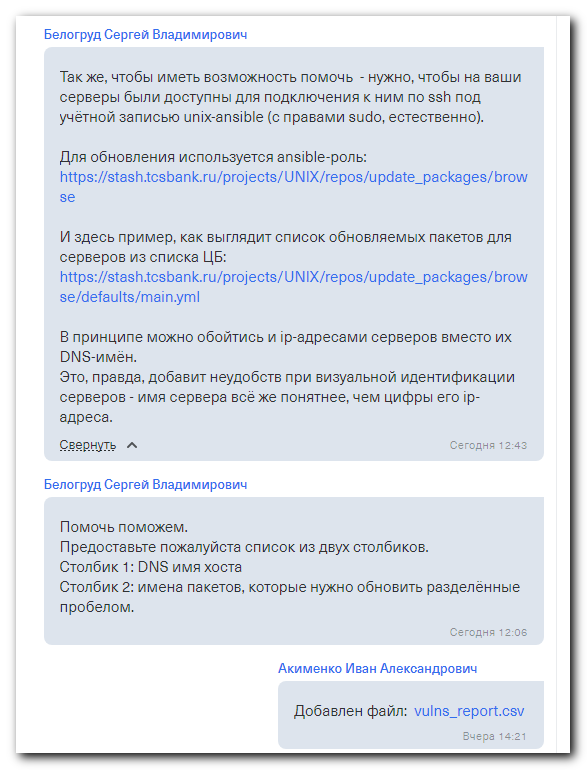 Белогруд Сергей Владимирович
Так же, чтобы иметь возможность помочь  - нужно, чтобы на ваши
серверы были доступны для подключения к ним по ssh под
учётной записью unix-ansible (с правами sudo, естественно).
Для обновления используется ansible-роль:
https://stash.tcsbank.ru/projects/UNIX/repos/update_packages/brow
se
И здесь пример, как выглядит список обновляемых пакетов для
серверов из списка ЦБ:
https://stash.tcsbank.ru/projects/UNIX/repos/update_packages/brow
se/defaults/main.yml
В принципе можно обойтись и ip-адресами серверов вместо их
DNS-имён.
Это, правда, добавит неудобств при визуальной идентификации
серверов - имя сервера всё же понятнее, чем цифры его ip-
адреса.
Свернуть
Сегодня 12:43
Белогруд Сергей Владимирович
Помочь поможем.
Предоставьте пожалуйста список из двух столбиков.
Столбик 1: DNS имя хоста
Столбик 2: имена пакетов, которые нужно обновить разделённые
пробелом.
Сегодня 12:06
Акименко Иван Александрович
Добавлен файл: vulns_report.csv
Вчера 14:21